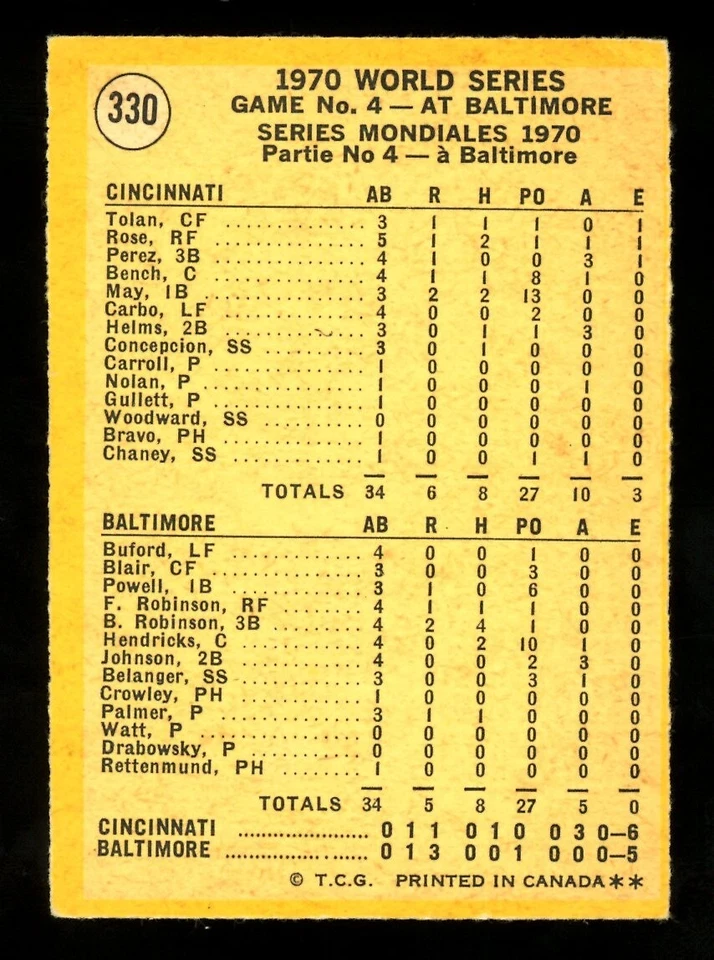 330
1970 WORLD SERIES
GAME No. 4 — AT BALTIMORE
SERIES MONDIALES 1970
Partie No 4 — à Baltimore
CINCINNATI AB R H PO A E
Tolan, CF .............. 3 1 1 1 0 1
Rose, RF .............. 5 1 2 1 1 1
Perez, 3B .............. 4 1 0 0 3 1
Bench, C .............. 4 1 1 8 1 0
May, 1B .............. 3 2 2 13 0 0
Carbo, LF .............. 4 0 0 2 0 0
Helms, 2B .............. 3 0 1 1 3 0
Concepcion, SS .......... 3 0 1 0 0 0
Carroll, P .............. 1 0 0 0 0 0
Nolan, P .............. 1 0 0 0 1 0
Gullett, P .............. 1 0 0 0 0 0
Woodward, SS .......... 0 0 0 0 0 0
Bravo, PH .............. 1 0 0 0 0 0
Chaney, SS ............ 1 0 0 1 1 0
TOTALS 34 6 8 27 10 3
BALTIMORE AB R H PO A E
Buford, LF .............. 4 0 0 1 0 0
Blair, CF .............. 3 0 0 3 0 0
Powell, 1B .............. 3 1 0 6 0 0
F. Robinson, RF ........ 4 1 1 1 0 0
B. Robinson, 3B ........ 4 2 4 1 0 0
Hendricks, C .......... 4 0 2 10 1 0
Johnson, 2B ............ 4 0 0 2 3 0
Belanger, SS ............ 3 0 0 3 1 0
Crowley, PH ............ 1 0 0 0 0 0
Palmer, P .............. 3 1 1 0 0 0
Watt, P .............. 0 0 0 0 0 0
Drabowsky, P .......... 0 0 0 0 0 0
Rettenmund, PH ........ 1 0 0 0 0 0
TOTALS 34 5 8 27 5 0
CINCINNATI ...................... 0 1 1 0 1 0 0 3 0—6
BALTIMORE ...................... 0 1 3 0 0 1 0 0 0—5
© T.C.G. PRINTED IN CANADA **